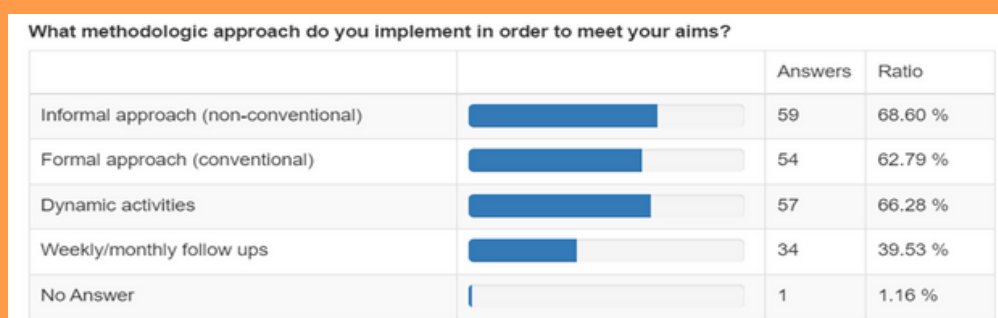 What methodologic approach do you implement in order to meet your aims?
Answers Ratio
Informal approach (non-conventional) 59 68.60 %
Formal approach (conventional) 54 62.79 %
Dynamic activities 57 66.28 %
Weekly/monthly follow ups 34 39.53 %
No Answer 1 1.16 %